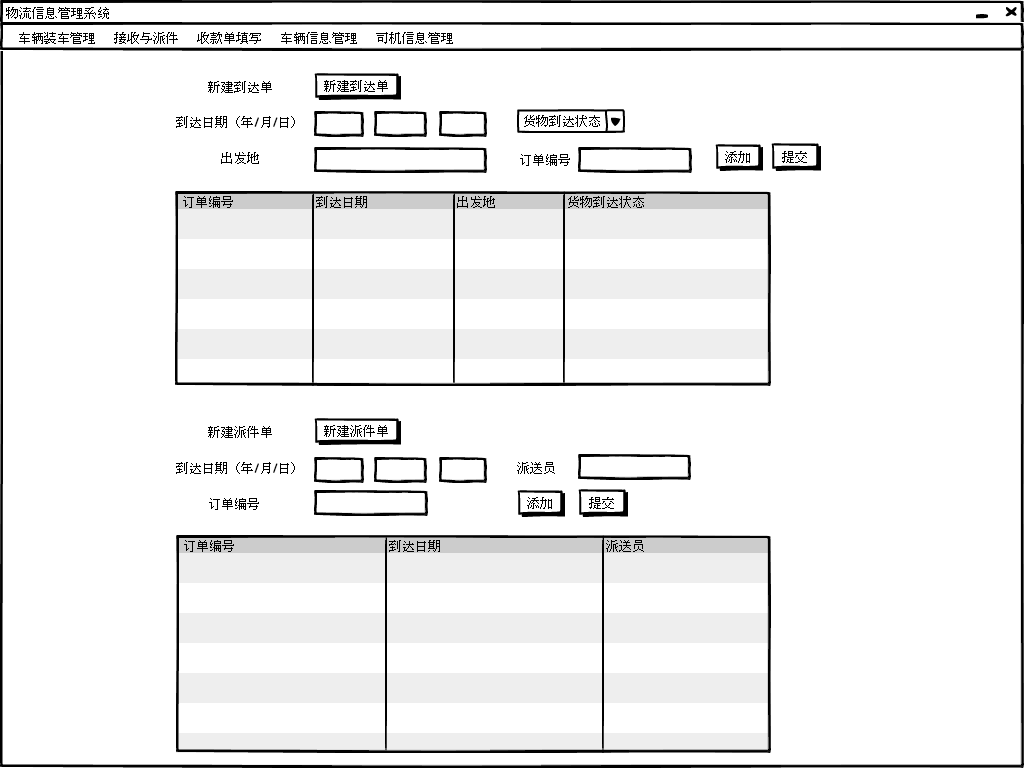 物流信息管理系统
车辆装车管理 接收与派件 收款单填写 车辆信息管理 司机信息管理
新建到达单 新建到达单
到达日期（年/月/日） 货物到达状态
出发地 订单编号 添加 提交
订单编号 到达日期 出发地 货物到达状态
新建派件单 新建派件单
到达日期（年/月/日） 派送员
订单编号 添加 提交
订单编号 到达日期 派送员